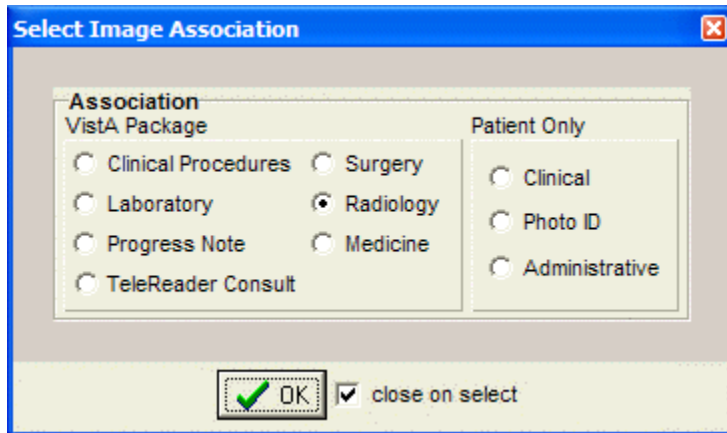 Select Image Association
Association
VistA Package
Patient Only
Clinical Procedures
Surgery
Clinical
Laboratory
Radiology
Photo ID
Progress Note
Medicine
Administrative
TeleReader Consult
OK
close on select